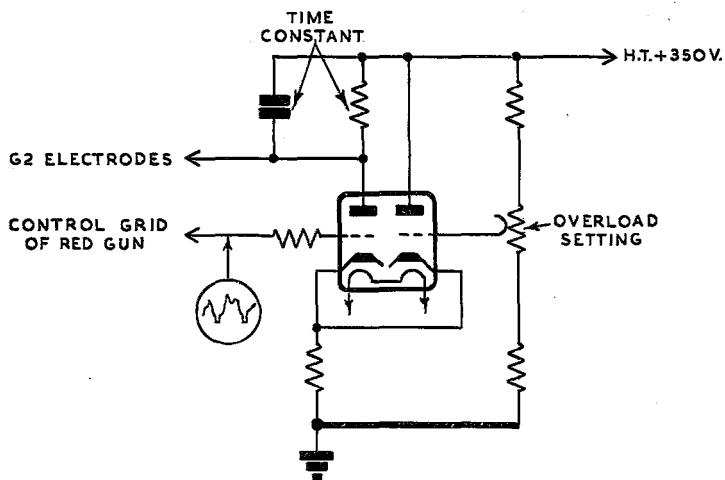 TIME
CONSTANT
H.T.+350V.
G2 ELECTRODES
CONTROL GRID
OF RED GUN
OVERLOAD
SETTING